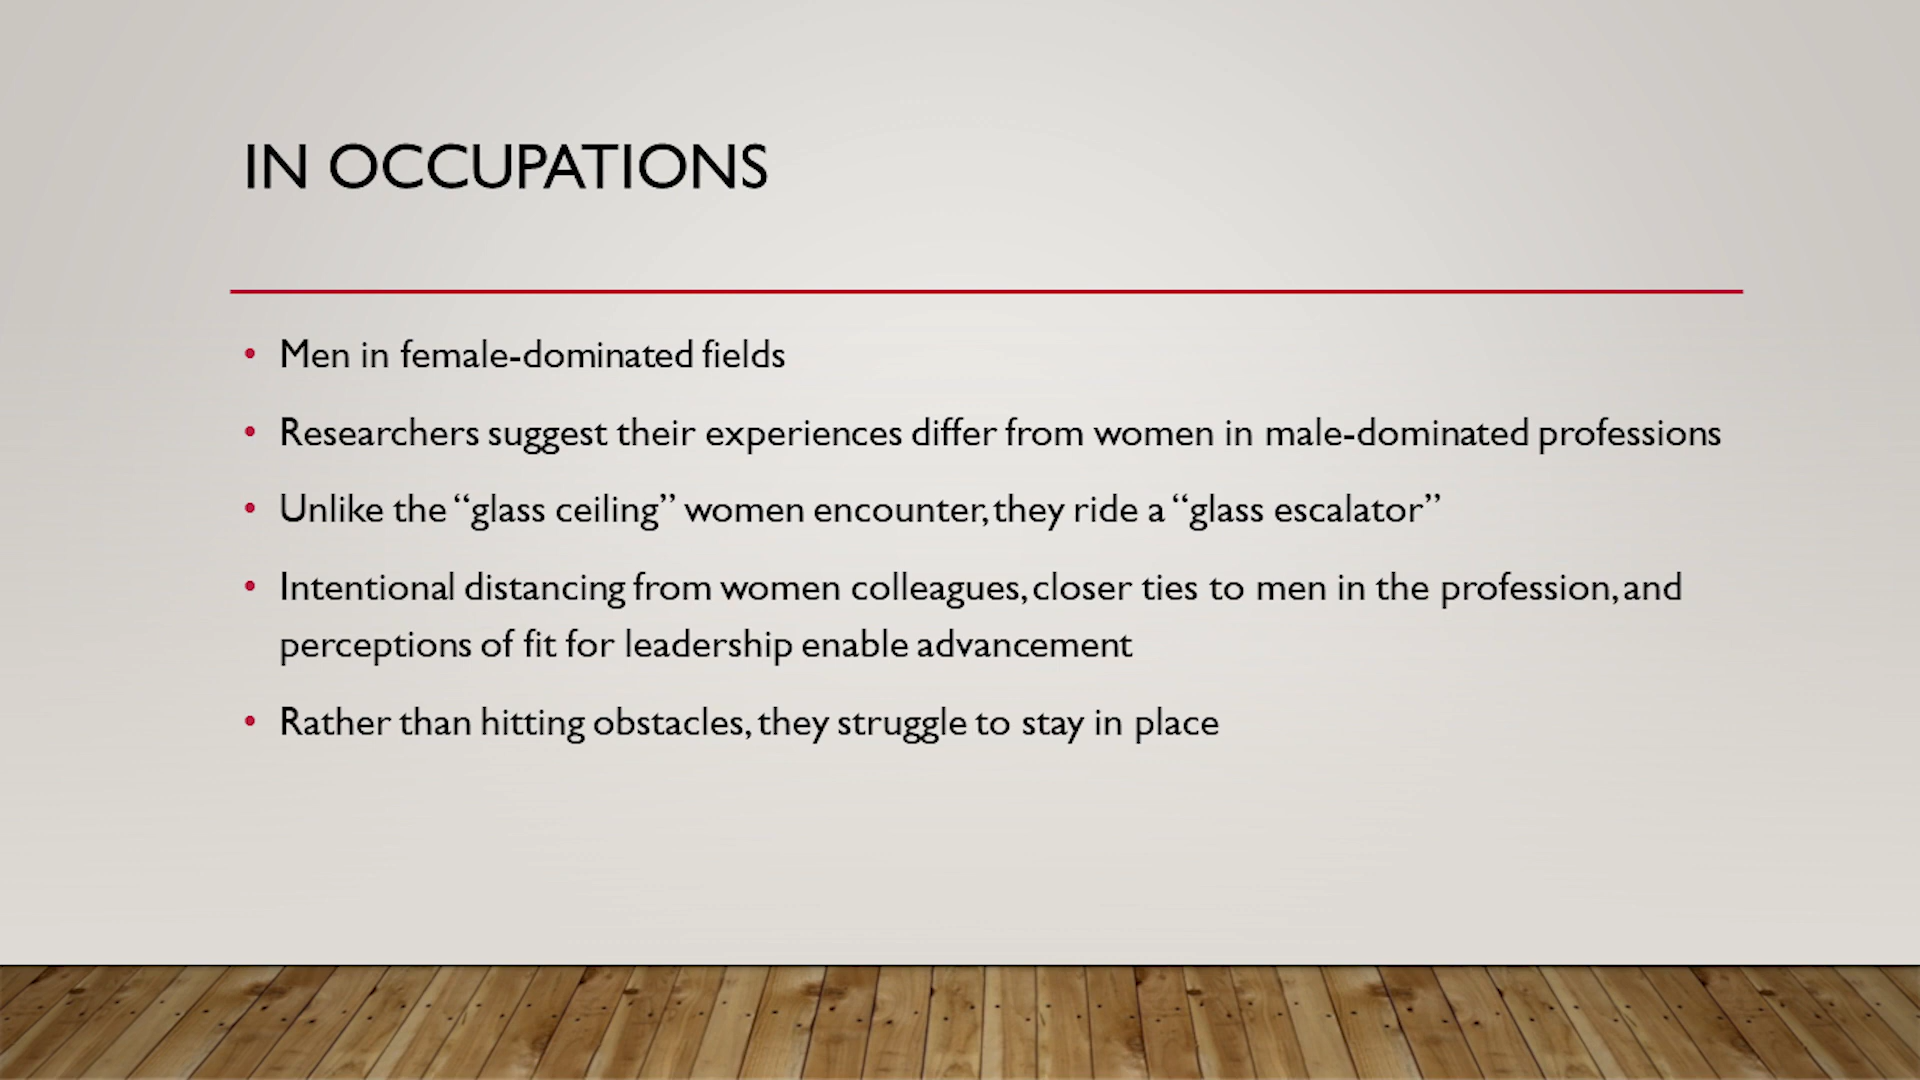 IN OCCUPATIONS
• Men in female-dominated fields
• Researchers suggest their experiences differ from women in male-dominated professions
• Unlike the “glass ceiling” women encounter, they ride a “glass escalator”
• Intentional distancing from women colleagues, closer ties to men in the profession, and
perceptions of fit for leadership enable advancement
• Rather than hitting obstacles, they struggle to stay in place